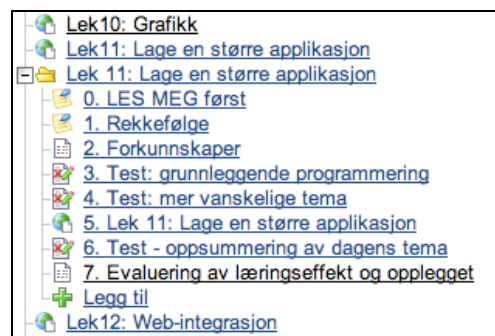 Lek10: Grafikk
Lek11: Lage en større applikasjon
Lek 11: Lage en større applikasjon
0. LES MEG først
1. Rekkefølge
2. Forkunnskaper
3. Test: grunnleggende programmering
4. Test: mer vanskelige tema
5. Lek 11: Lage en større applikasjon
6. Test - oppsummering av dagens tema
7. Evaluering av læringseffekt og opplegget
Legg til
Lek12: Web-integrasjon